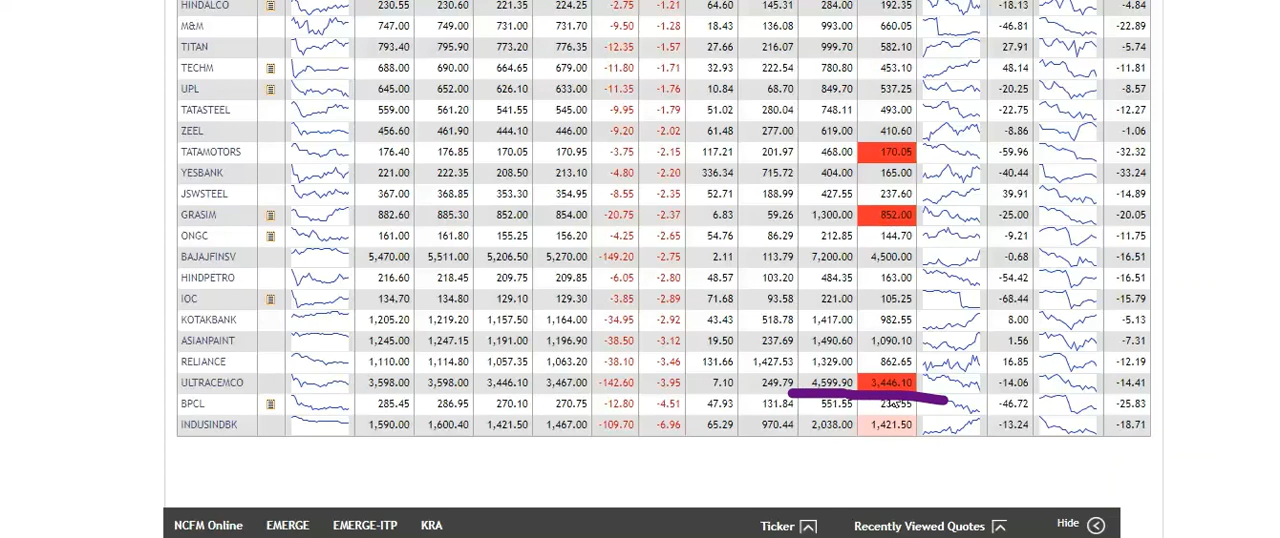 HINDALCO 230.55 230.60 221.35 224.25 -2.75 -1.21 64.60 145.31 284.00 192.35 -18.13 -4.84
M&M 747.00 749.00 731.00 731.70 -9.50 -1.28 18.43 136.08 993.00 660.05 -46.81 -22.89
TITAN 793.40 795.90 773.20 776.35 -12.35 -1.57 27.66 216.07 999.70 582.10 27.91 -5.74
TECHM 688.00 690.00 664.65 679.00 -11.80 -1.71 32.93 222.54 780.80 453.10 48.14 -11.81
UPL 645.00 652.00 626.10 633.00 -11.35 -1.76 10.84 68.70 849.70 537.25 -20.25 -8.57
TATASTEEL 559.00 561.20 541.55 545.00 -9.95 -1.79 51.02 280.04 748.11 493.00 -22.75 -12.27
ZEEL 456.60 461.90 444.10 446.00 -9.20 -2.02 61.48 277.00 619.00 410.60 -8.86 -1.06
TATAMOTORS 176.40 176.85 170.05 170.95 -3.75 -2.15 117.21 201.97 468.00 170.05 -59.96 -32.32
YESBANK 221.00 222.35 208.50 213.10 -4.80 -2.20 336.34 715.72 404.00 165.00 -40.44 -33.24
JSWSTEEL 367.00 368.85 353.30 354.95 -8.55 -2.35 52.71 188.99 427.55 237.60 39.91 -14.89
GRASIM 882.60 885.30 852.00 854.00 -20.75 -2.37 6.83 59.26 1,300.00 852.00 -25.00 -20.05
ONGC 161.00 161.80 155.25 156.20 -4.25 -2.65 54.76 86.29 212.85 144.70 -9.21 -11.75
BAJAJFINSV 5,470.00 5,511.00 5,206.50 5,270.00 -149.20 -2.75 2.11 113.79 7,200.00 4,500.00 -0.68 -16.51
HINDPETRO 216.60 218.45 209.75 209.85 -6.05 -2.80 48.57 103.20 484.35 163.00 -54.42 -16.51
IOC 134.70 134.80 129.10 129.30 -3.85 -2.89 71.68 93.58 221.00 105.25 -68.44 -15.79
KOTAKBANK 1,205.20 1,219.20 1,157.50 1,164.00 -34.95 -2.92 43.43 518.78 1,417.00 982.55 8.00 -5.13
ASIANPAINT 1,245.00 1,247.15 1,191.00 1,196.90 -38.50 -3.12 19.50 237.69 1,490.60 1,090.10 1.56 -7.31
RELIANCE 1,110.00 1,114.80 1,057.35 1,063.20 -38.10 -3.46 131.66 1,427.53 1,329.00 862.65 16.85 -12.19
ULTRACEMCO 3,598.00 3,598.00 3,446.10 3,467.00 -142.60 -3.95 7.10 249.79 4,599.90 3,446.10 -14.06 -14.41
BPCL 285.45 286.95 270.10 270.75 -12.80 -4.51 47.93 131.84 551.55 -46.72 -25.83
INDUSINDBK 1,590.00 1,600.40 1,421.50 1,467.00 -109.70 -6.96 65.29 970.44 2,038.00 1,421.50 -13.24 -18.71
NCFM Online EMERGE EMERGE-ITP KRA Ticker Recently Viewed Quotes Hide